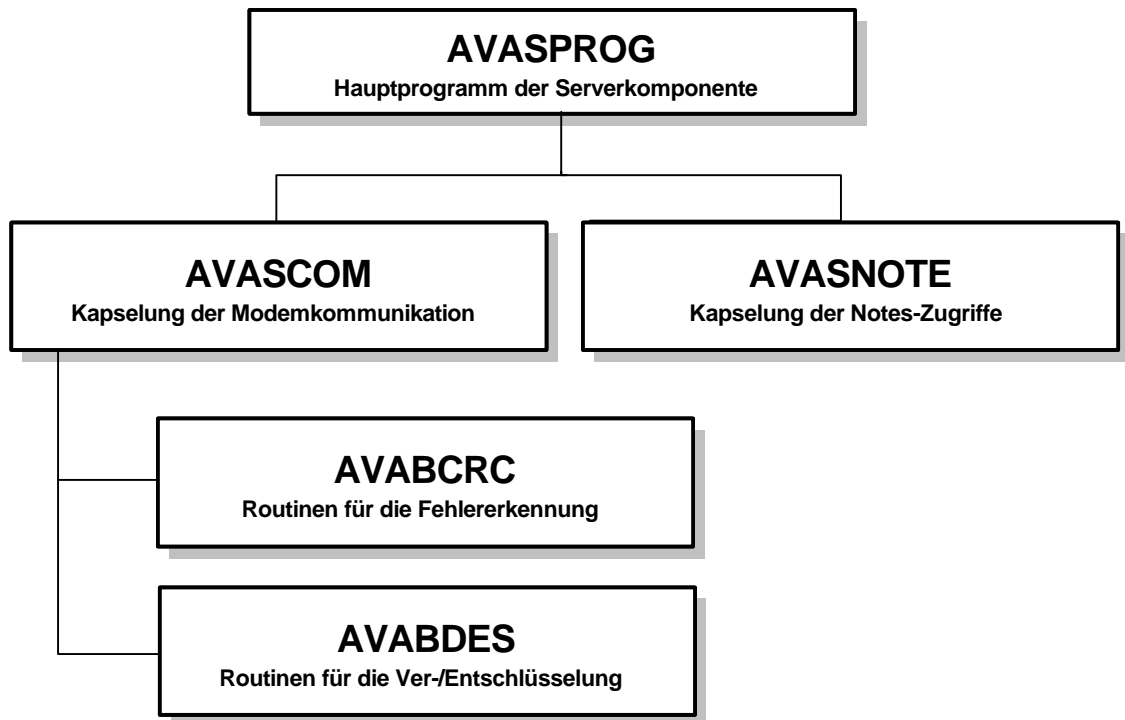 AVASPROG
Hauptprogramm der Serverkomponente
AVASCOM
Kapselung der Modemkommunikation
AVASNOTE
Kapselung der Notes-Zugriffe
AVABCRC
Routinen für die Fehlererkennung
AVABDES
Routinen für die Ver-/Entschlüsselung